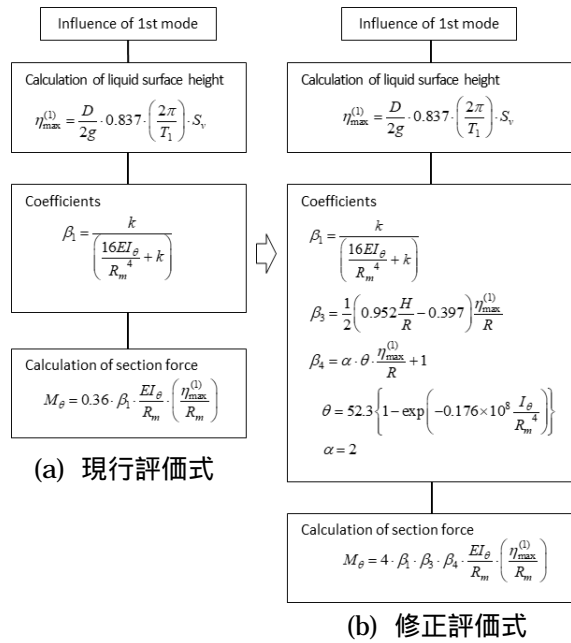 Influence of 1st mode
Calculation of liquid surface height
η_max^(1) = D/2g · 0.837 · (2π/T_1) · S_v
Coefficients
β_1 = k/(16EI_θ/R_m^4 + k)
Calculation of section force
M_θ = 0.36 · β_1 · EI_θ/R_m · (η_max^(1)/R_m)
(a) 現行評価式
Influence of 1st mode
Calculation of liquid surface height
η_max^(1) = D/2g · 0.837 · (2π/T_1) · S_v
Coefficients
β_1 = k/(16EI_θ/R_m^4 + k)
β_3 = 1/2 (0.952 H/R − 0.397) η_max^(1)/R
β_4 = α · θ · η_max^(1)/R + 1
θ = 52.3{1 − exp(−0.176×10^8 I_θ/R_m^4)}
α = 2
Calculation of section force
M_θ = 4 · β_1 · β_3 · β_4 · EI_θ/R_m · (η_max^(1)/R_m)
(b) 修正評価式